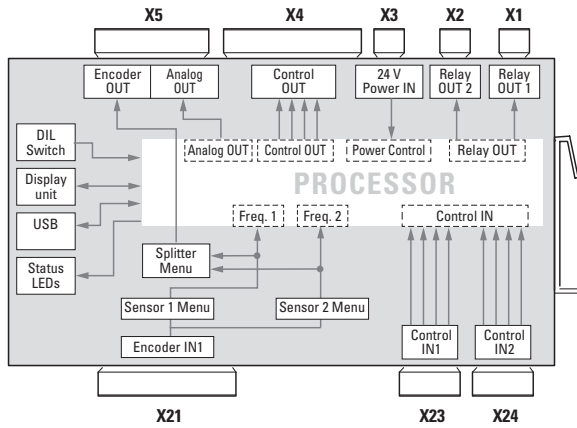 X5 X4 X3 X2 X1
Encoder OUT
Analog OUT
Control OUT
24 V Power IN
Relay OUT 2
Relay OUT 1
DIL Switch
Analog OUT
Control OUT
Power Control
Relay OUT
Display unit
PROCESSOR
USB
Freq. 1
Freq. 2
Control IN
Status LEDs
Splitter Menu
Sensor 1 Menu
Sensor 2 Menu
Encoder IN1
Control IN1
Control IN2
X21 X23 X24